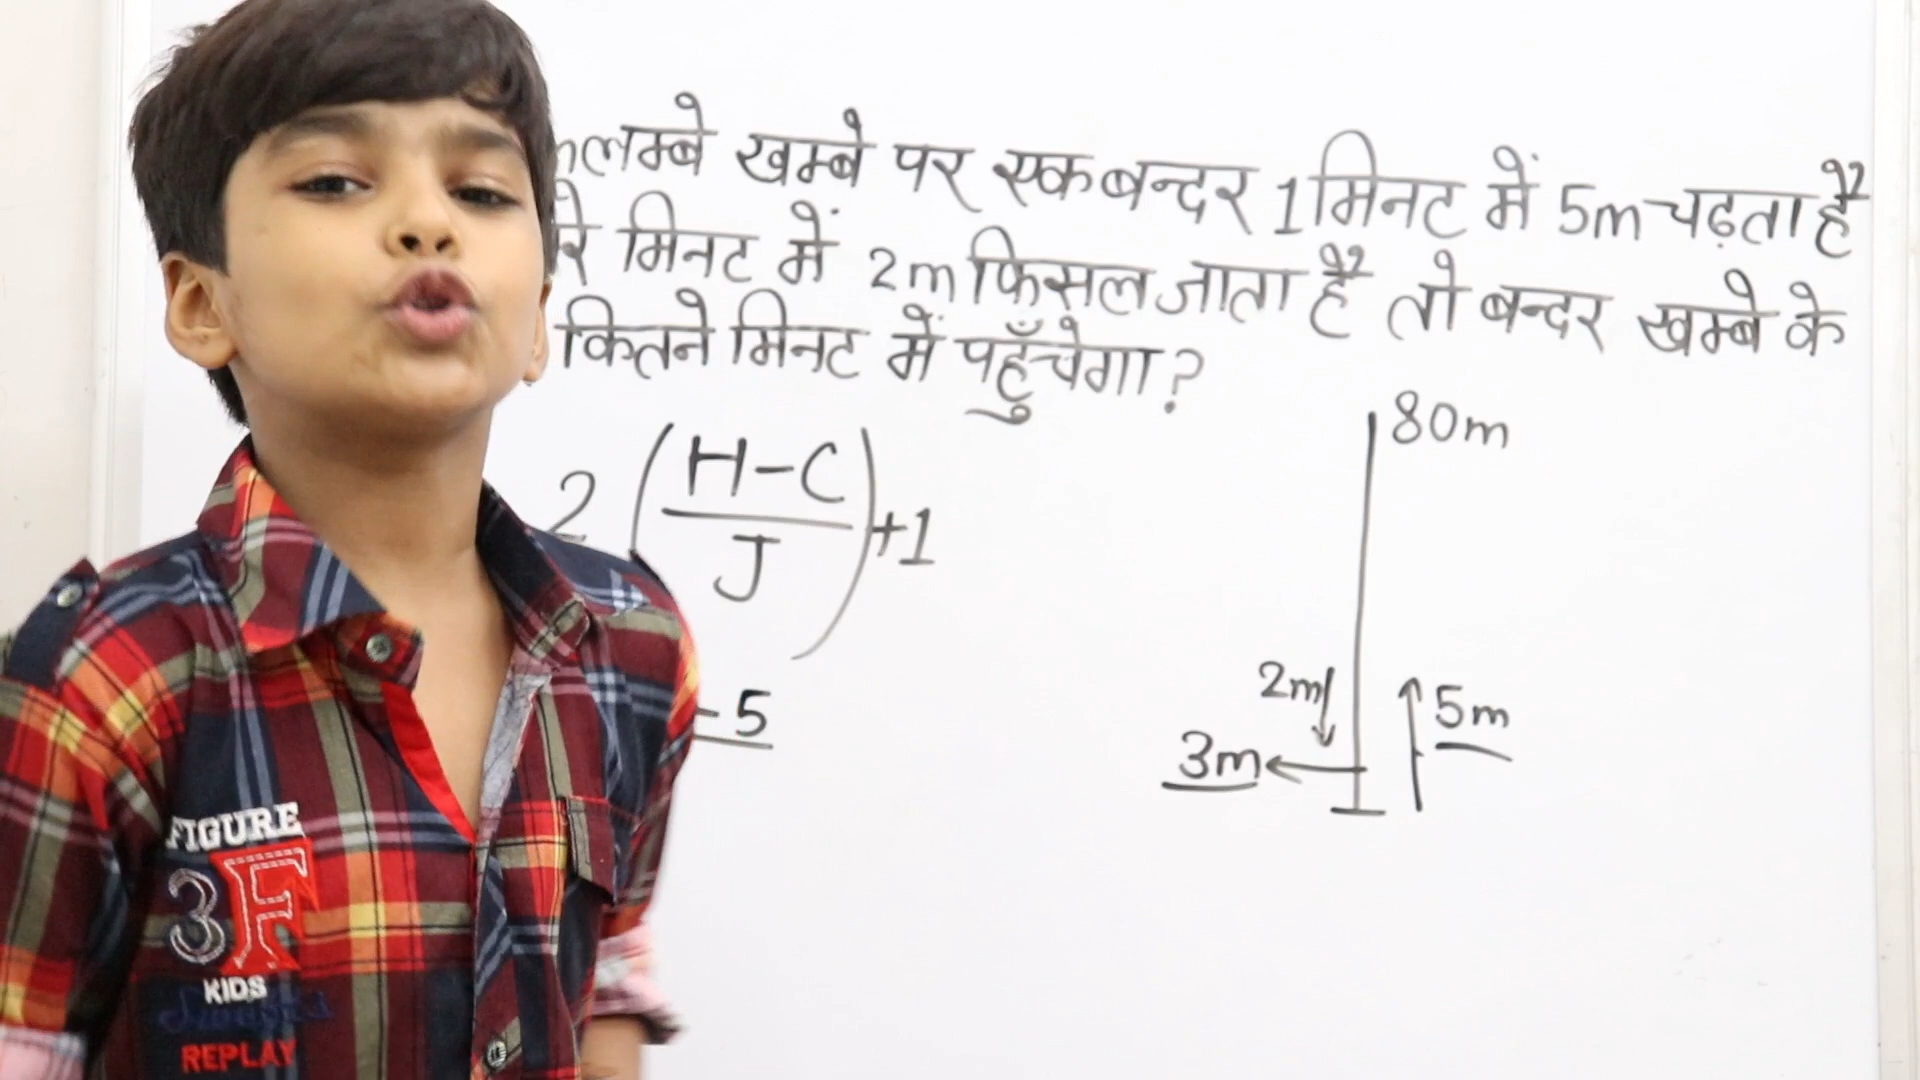 लम्बे खम्बे पर एक बन्दर 1 मिनट में 5m चढ़ता है
मिनट में 2m फिसल जाता है तो बन्दर खम्बे के
कितने मिनट में पहुँचेगा?
2 (H-C / J) +1
- 5
80m
2m
5m
3m
FIGURE
3F
KIDS
REPLAY